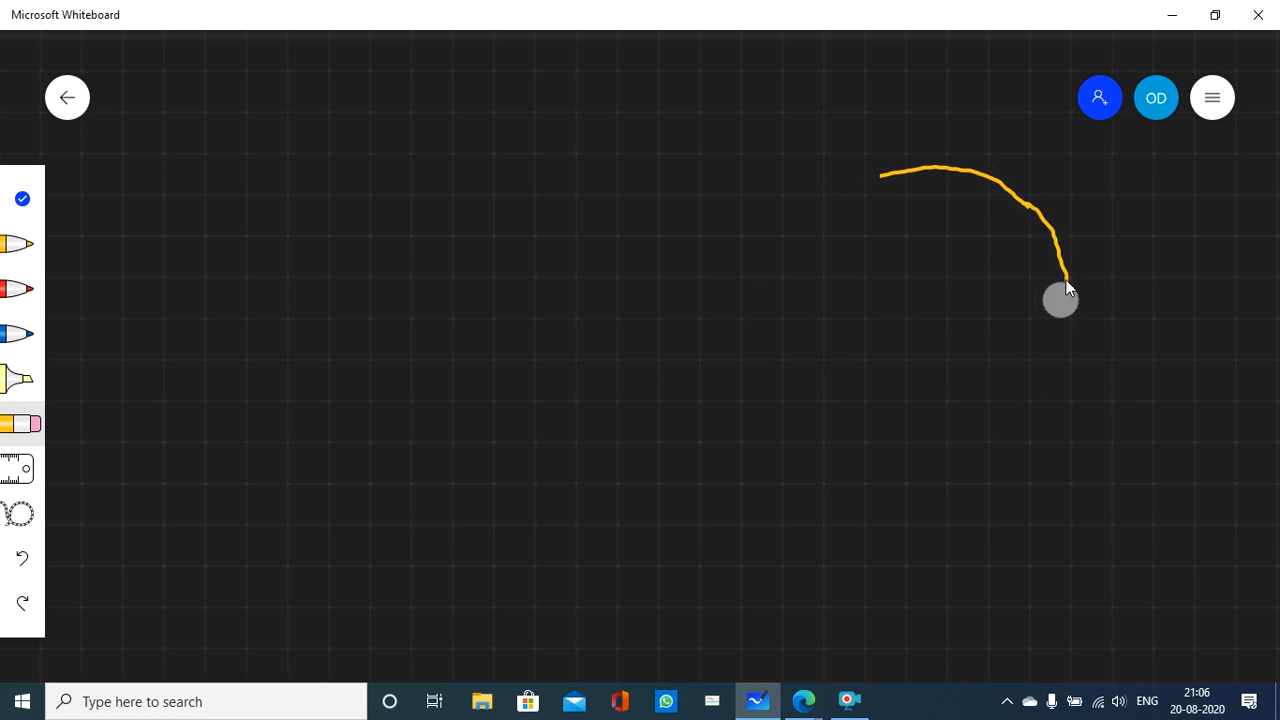 Microsoft Whiteboard
OD
Type here to search
ENG
21:06
20-08-2020